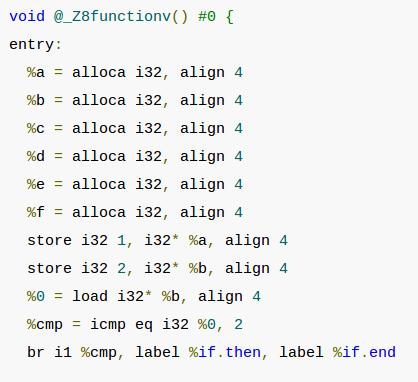 void @_Z8functionv() #0 {
entry:
  %a = alloca i32, align 4
  %b = alloca i32, align 4
  %c = alloca i32, align 4
  %d = alloca i32, align 4
  %e = alloca i32, align 4
  %f = alloca i32, align 4
  store i32 1, i32* %a, align 4
  store i32 2, i32* %b, align 4
  %0 = load i32* %b, align 4
  %cmp = icmp eq i32 %0, 2
  br i1 %cmp, label %if.then, label %if.end